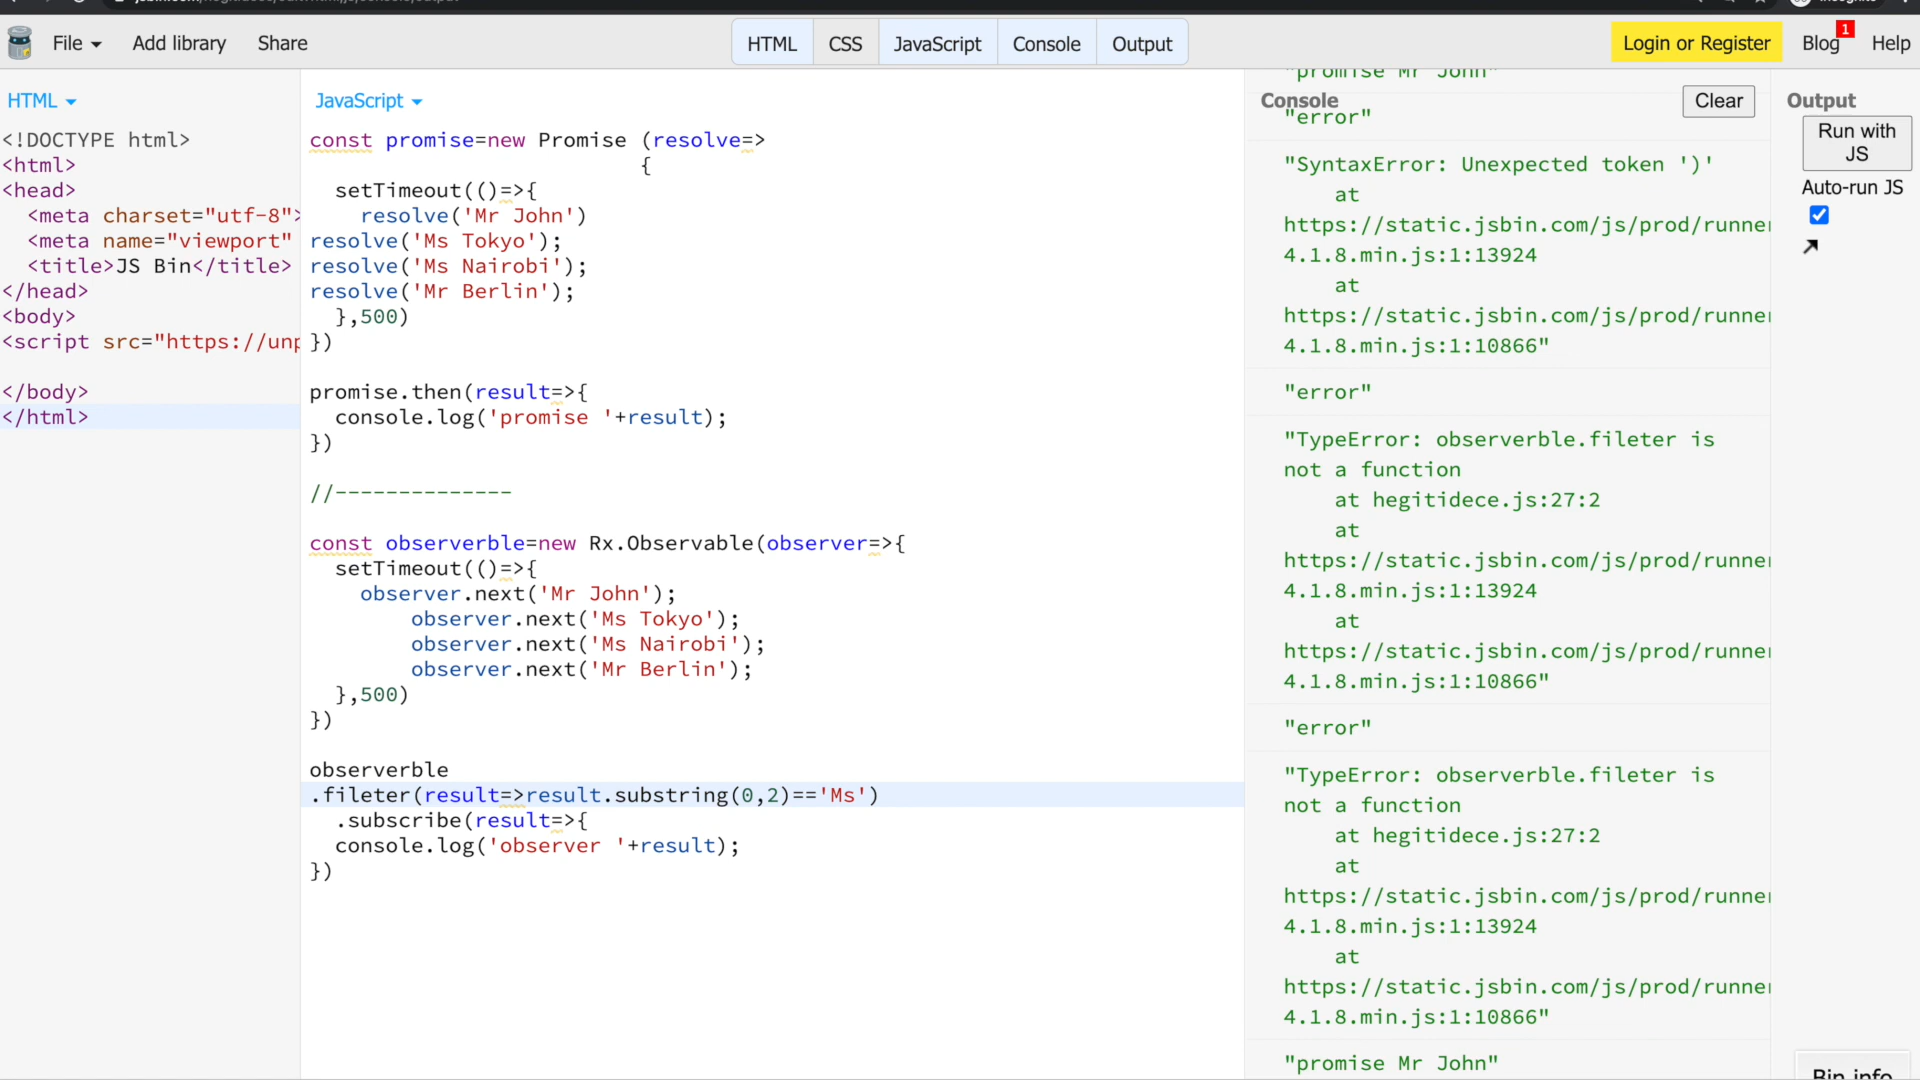 File
Add library
Share
HTML
CSS
JavaScript
Console
Output
Login or Register
Blog
1
Help
HTML
<!DOCTYPE html>
<html>
<head>
<meta charset="utf-8">
<meta name="viewport"
<title>JS Bin</title>
</head>
<body>
<script src="https://unp
</body>
</html>
JavaScript
const promise=new Promise (resolve=>
{
setTimeout(()=>{
resolve('Mr John')
resolve('Ms Tokyo');
resolve('Ms Nairobi');
resolve('Mr Berlin');
},500)
})
promise.then(result=>{
console.log('promise '+result);
})
//--------------
const observerble=new Rx.Observable(observer=>{
setTimeout(()=>{
observer.next('Mr John');
observer.next('Ms Tokyo');
observer.next('Ms Nairobi');
observer.next('Mr Berlin');
},500)
})
observerble
.fileter(result=>result.substring(0,2)=='Ms')
.subscribe(result=>{
console.log('observer '+result);
})
"promise Mr John"
Console
Clear
"error"
"SyntaxError: Unexpected token ')'
at
https://static.jsbin.com/js/prod/runner
4.1.8.min.js:1:13924
at
https://static.jsbin.com/js/prod/runner
4.1.8.min.js:1:10866"
"error"
"TypeError: observerble.fileter is
not a function
at hegitidece.js:27:2
at
https://static.jsbin.com/js/prod/runner
4.1.8.min.js:1:13924
at
https://static.jsbin.com/js/prod/runner
4.1.8.min.js:1:10866"
"error"
"TypeError: observerble.fileter is
not a function
at hegitidece.js:27:2
at
https://static.jsbin.com/js/prod/runner
4.1.8.min.js:1:13924
at
https://static.jsbin.com/js/prod/runner
4.1.8.min.js:1:10866"
"promise Mr John"
Output
Run with
JS
Auto-run JS
Bin info